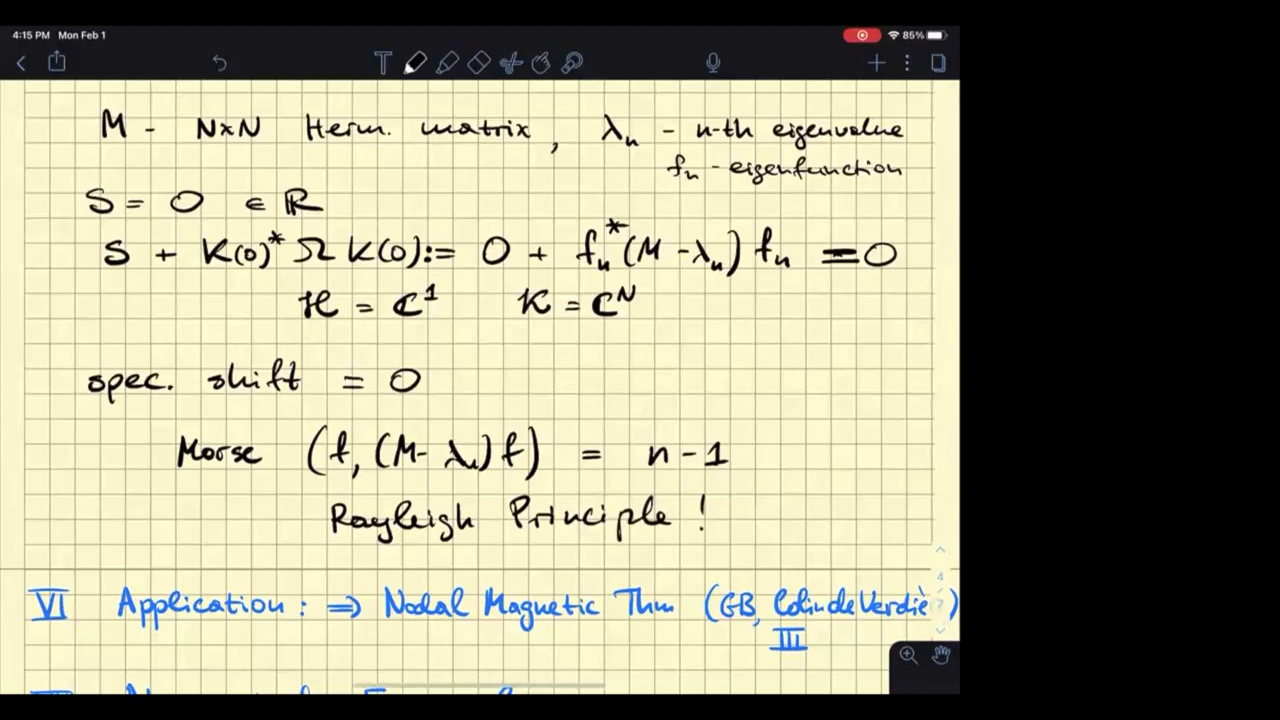 4:15 PM Mon Feb 1
85%
M - N×N Herm. matrix, λₙ - n-th eigenvalue
fₙ - eigenfunction
S = 0 ∈ ℝ
S + K(0)* Ω K(0) := 0 + fₙ* (M - λₙ) fₙ = 0
ℋ = ℂ¹ 𝒦 = ℂᴺ
spec. shift = 0
Morse (f, (M - λₙ) f) = n - 1
Rayleigh Principle !
VI Application : ⇒ Nodal Magnetic Thm (GB, Colin de Verdiè )
III